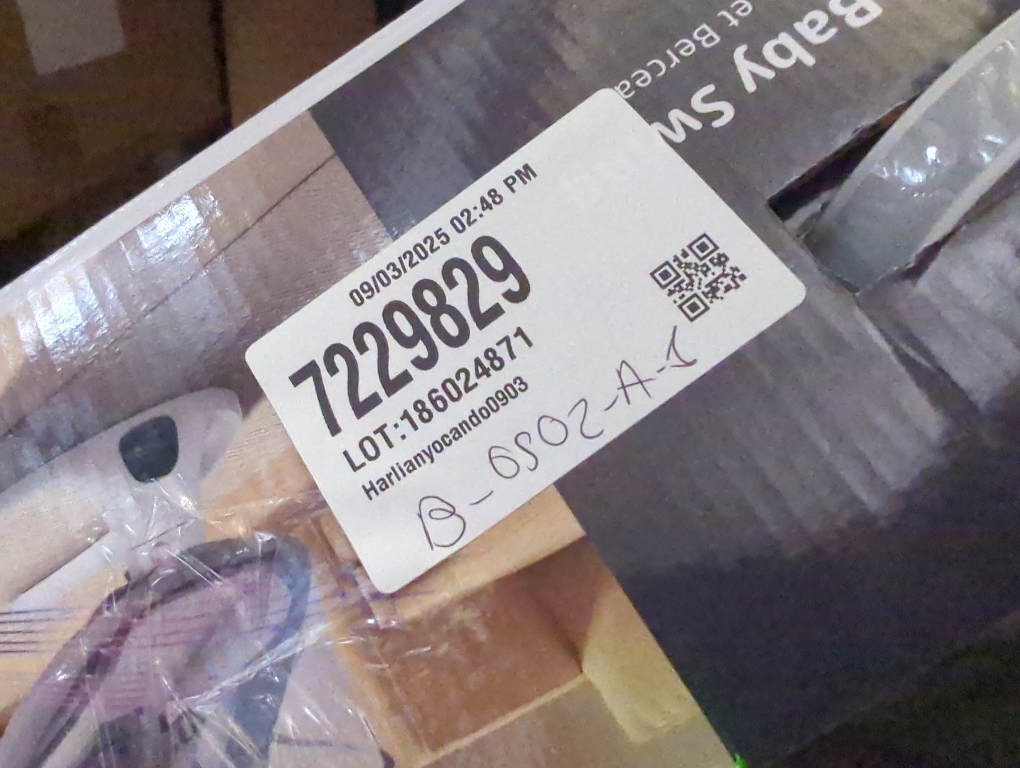 Baby Sw
et Bercea
09/03/2025 02:48 PM
7229829
LOT:186024871
Harlianyocando0903
B-0502-A-1